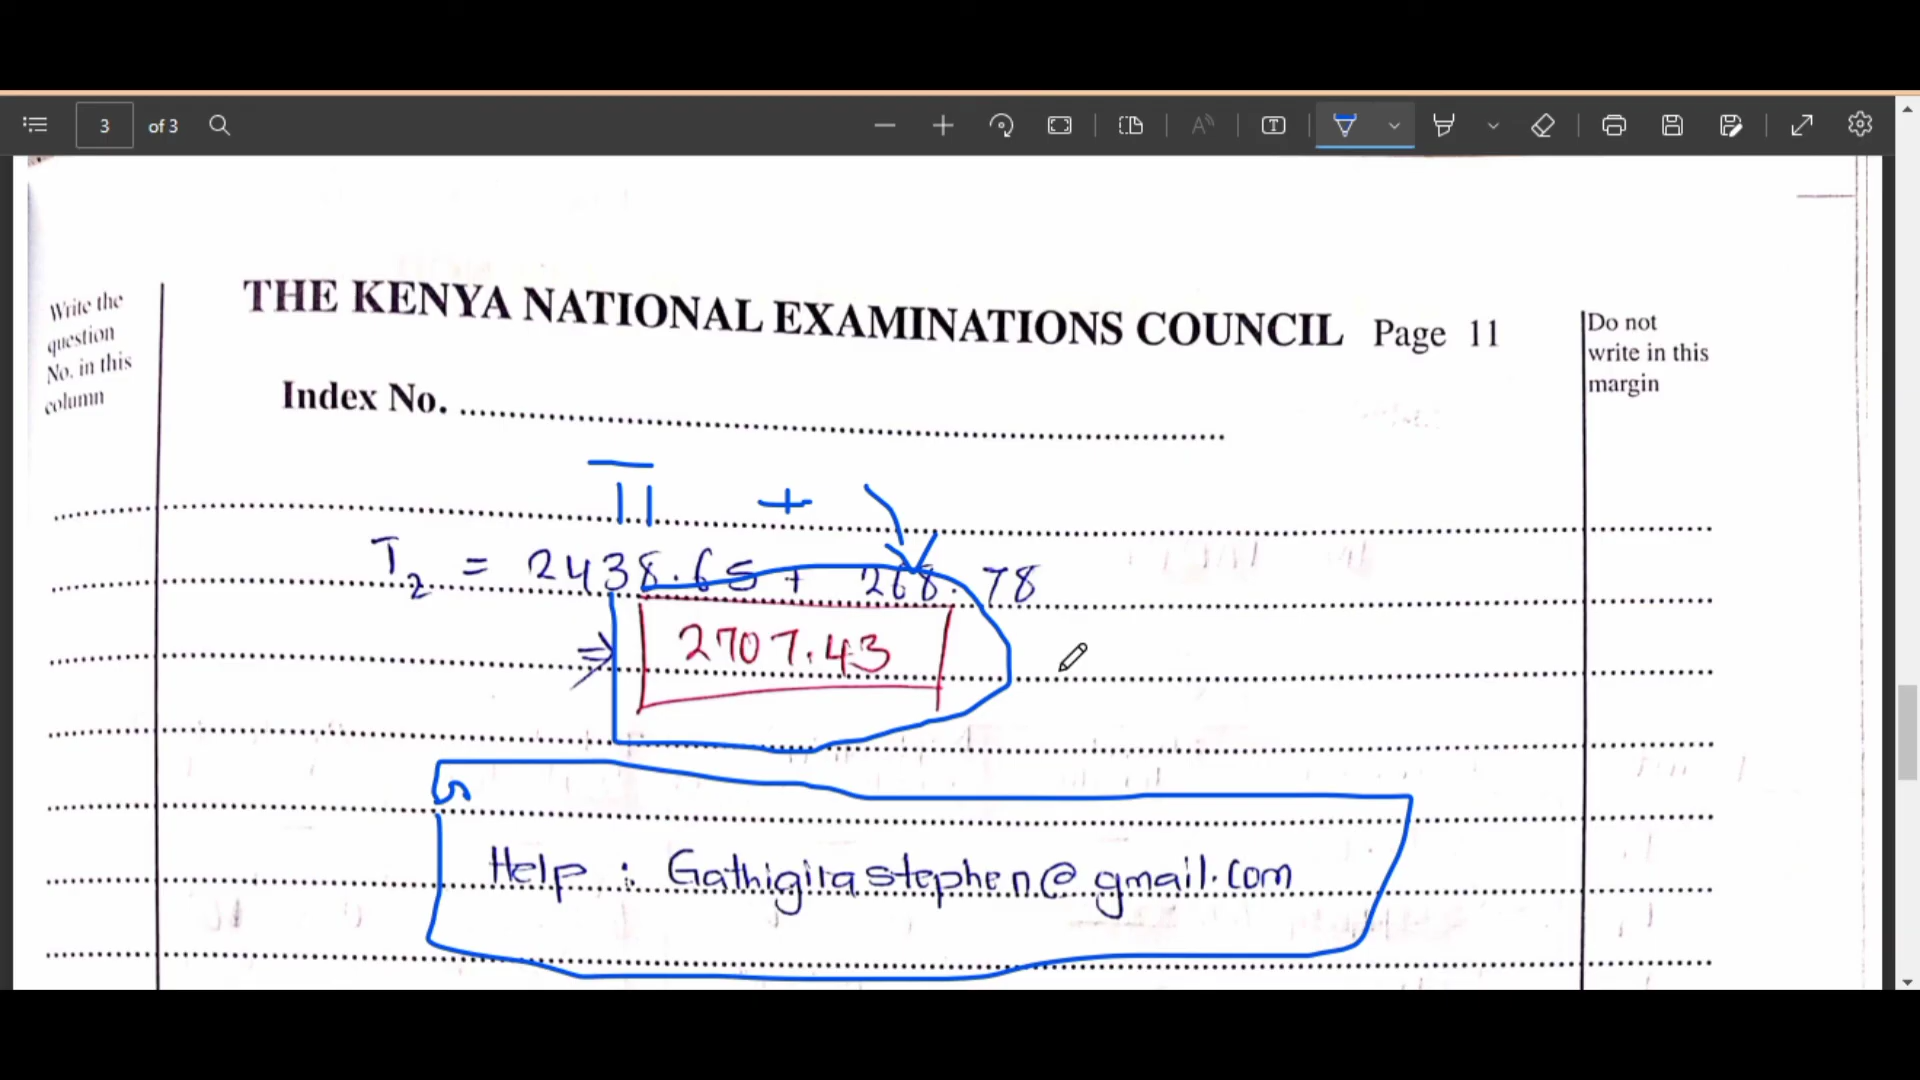 3 of 3
THE KENYA NATIONAL EXAMINATIONS COUNCIL Page 11
Write the
question
No. in this
column
Do not
write in this
margin
Index No.
T1 +
T2 = 2438.65 + 268.78
⇒ 2707.43
Help : Gathigirastephen@gmail.com